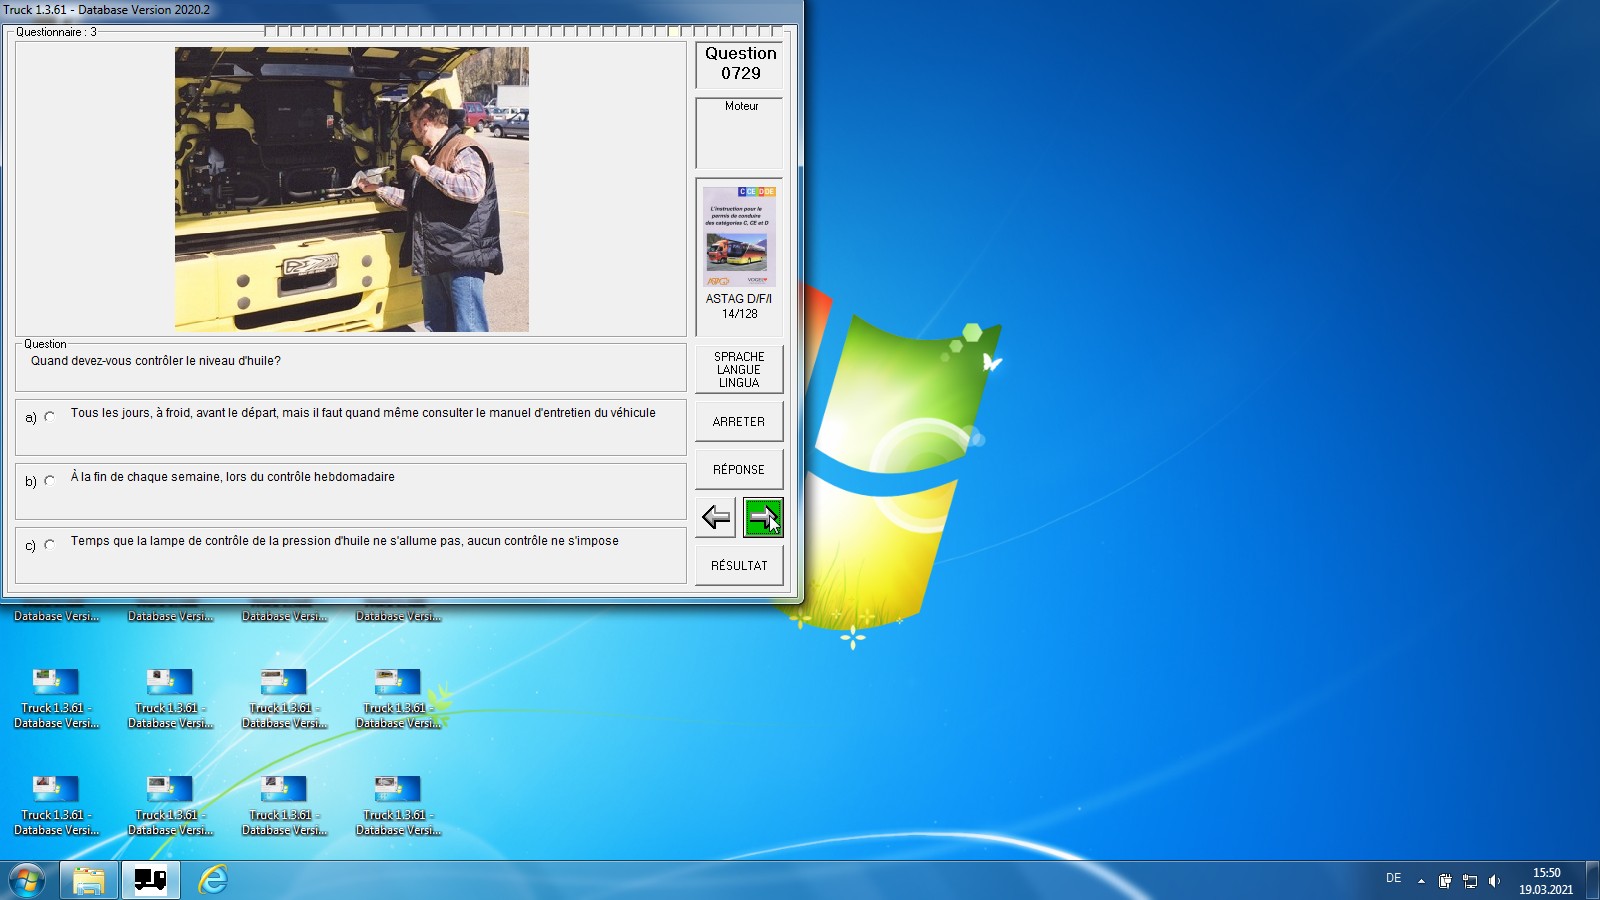 Truck 1.3.61 - Database Version 2020.2
Questionnaire : 3
Question
0729
Moteur
C CE D DE
L'instruction pour le
permis de conduire
des catégories C, CE et D
ASTAG D/F/I
14/128
Question
Quand devez-vous contrôler le niveau d'huile?
SPRACHE
LANGUE
LINGUA
a) Tous les jours, à froid, avant le départ, mais il faut quand même consulter le manuel d'entretien du véhicule
ARRETER
b) À la fin de chaque semaine, lors du contrôle hebdomadaire
RÉPONSE
c) Temps que la lampe de contrôle de la pression d'huile ne s'allume pas, aucun contrôle ne s'impose
RÉSULTAT
Database Versi... Database Versi... Database Versi... Database Versi...
Truck 1.3.61 - Truck 1.3.61 - Truck 1.3.61 - Truck 1.3.61 -
Database Versi... Database Versi... Database Versi... Database Versi...
Truck 1.3.61 - Truck 1.3.61 - Truck 1.3.61 - Truck 1.3.61 -
Database Versi... Database Versi... Database Versi... Database Versi...
DE
15:50
19.03.2021